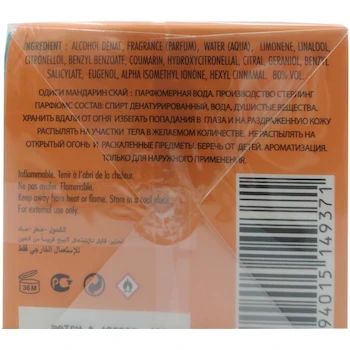 INGREDIENT : ALCOHOL DENAT, FRAGRANCE (PARFUM), WATER (AQUA), LIMONENE, LINALOOL,
CITRONELLOL, BENZYL BENZOATE, COUMARIN, HYDROXYCITRONELLAL, CITRAL, GERANIOL, BENZYL
SALICYLATE, EUGENOL, ALPHA ISOMETHYL IONONE, HEXYL CINNAMAL, 80% VOL.
ОДИСИ МАНДАРИН СКАЙ : ПАРФЮМЕРНАЯ ВОДА, ПРОИЗВОДСТВО СТЕРЛИНГ
ПАРФЮМС СОСТАВ: СПИРТ ДЕНАТУРИРОВАННЫЙ, ВОДА, ДУШИСТЫЕ ВЕЩЕСТВА.
ХРАНИТЬ ВДАЛИ ОТ ОГНЯ ИЗБЕГАТЬ ПОПАДАНИЯ В ГЛАЗА И НА РАЗДРАЖЕННУЮ КОЖУ
РАСПЫЛЯТЬ НА УЧАСТКИ ТЕЛА В ЖЕЛАЕМОМ КОЛИЧЕСТВЕ. НЕ РАСПЫЛЯТЬ НА
ОТКРЫТЫЙ ОГОНЬ И РАСКАЛЕННЫЕ ПРЕДМЕТЫ. БЕРЕЧЬ ОТ ДЕТЕЙ. АРОМАТИЗАЦИЯ.
ТОЛЬКО ДЛЯ НАРУЖНОГО ПРИМЕНЕНИЯ.
Inflammable. Tenir à l'abri de la chaleur.
Ne pas avaler. Flammable.
Keep away from heat or flame. Store in a cool place.
For external use only.
للإستعمال الخارجي فقط
36M
94015149371